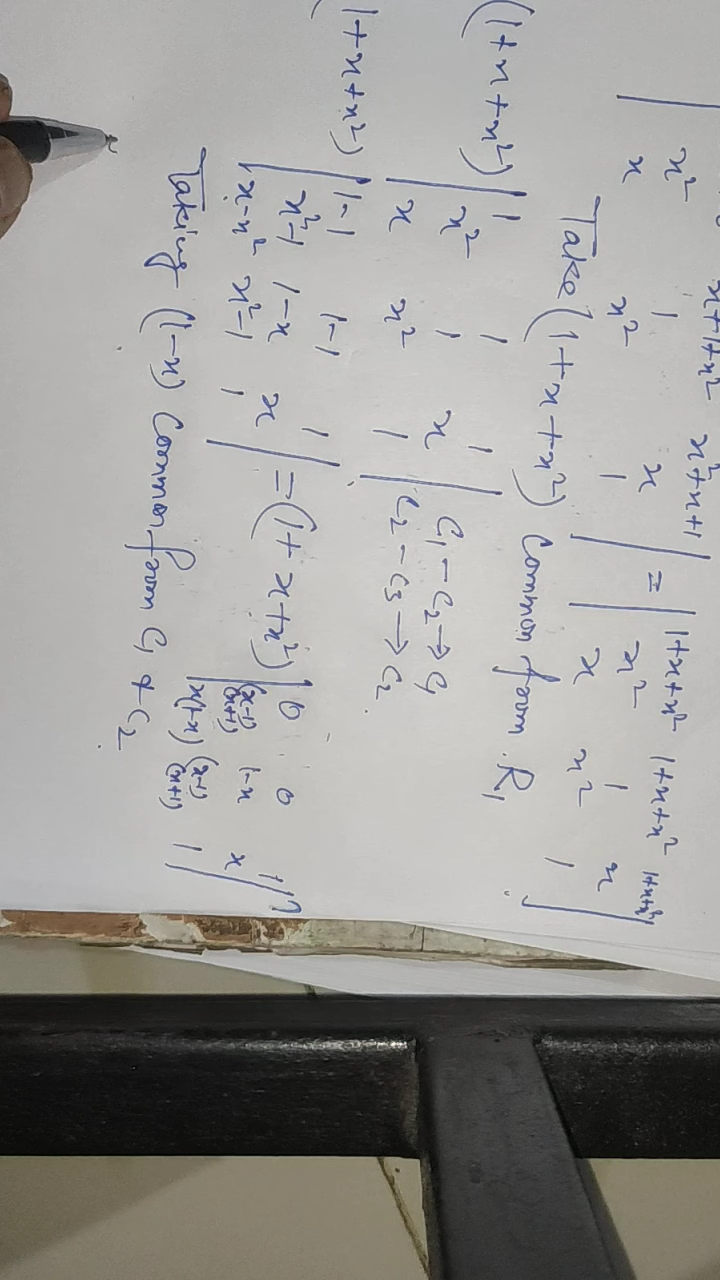 x+1+x² x²+x+1
| x² 1 x | = | 1+x+x² 1+x+x² 1+x+x² |
x x² 1 x² 1 x
x x² 1
Take (1+x+x²) common from R₁
(1+x+x²) | 1 1 1 |
x² 1 x C₁-C₂→C₁
x x² 1 C₂-C₃→C₂
(1+x+x²) | 1-1 1-1 1 |
x²-1 1-x x = (1+x+x²) | 0 0 1 |
x-x² x²-1 1 (x-1)(x+1) 1-x x
x(1-x) (x-1)(x+1) 1
Taking (1-x) common from C₁ & C₂